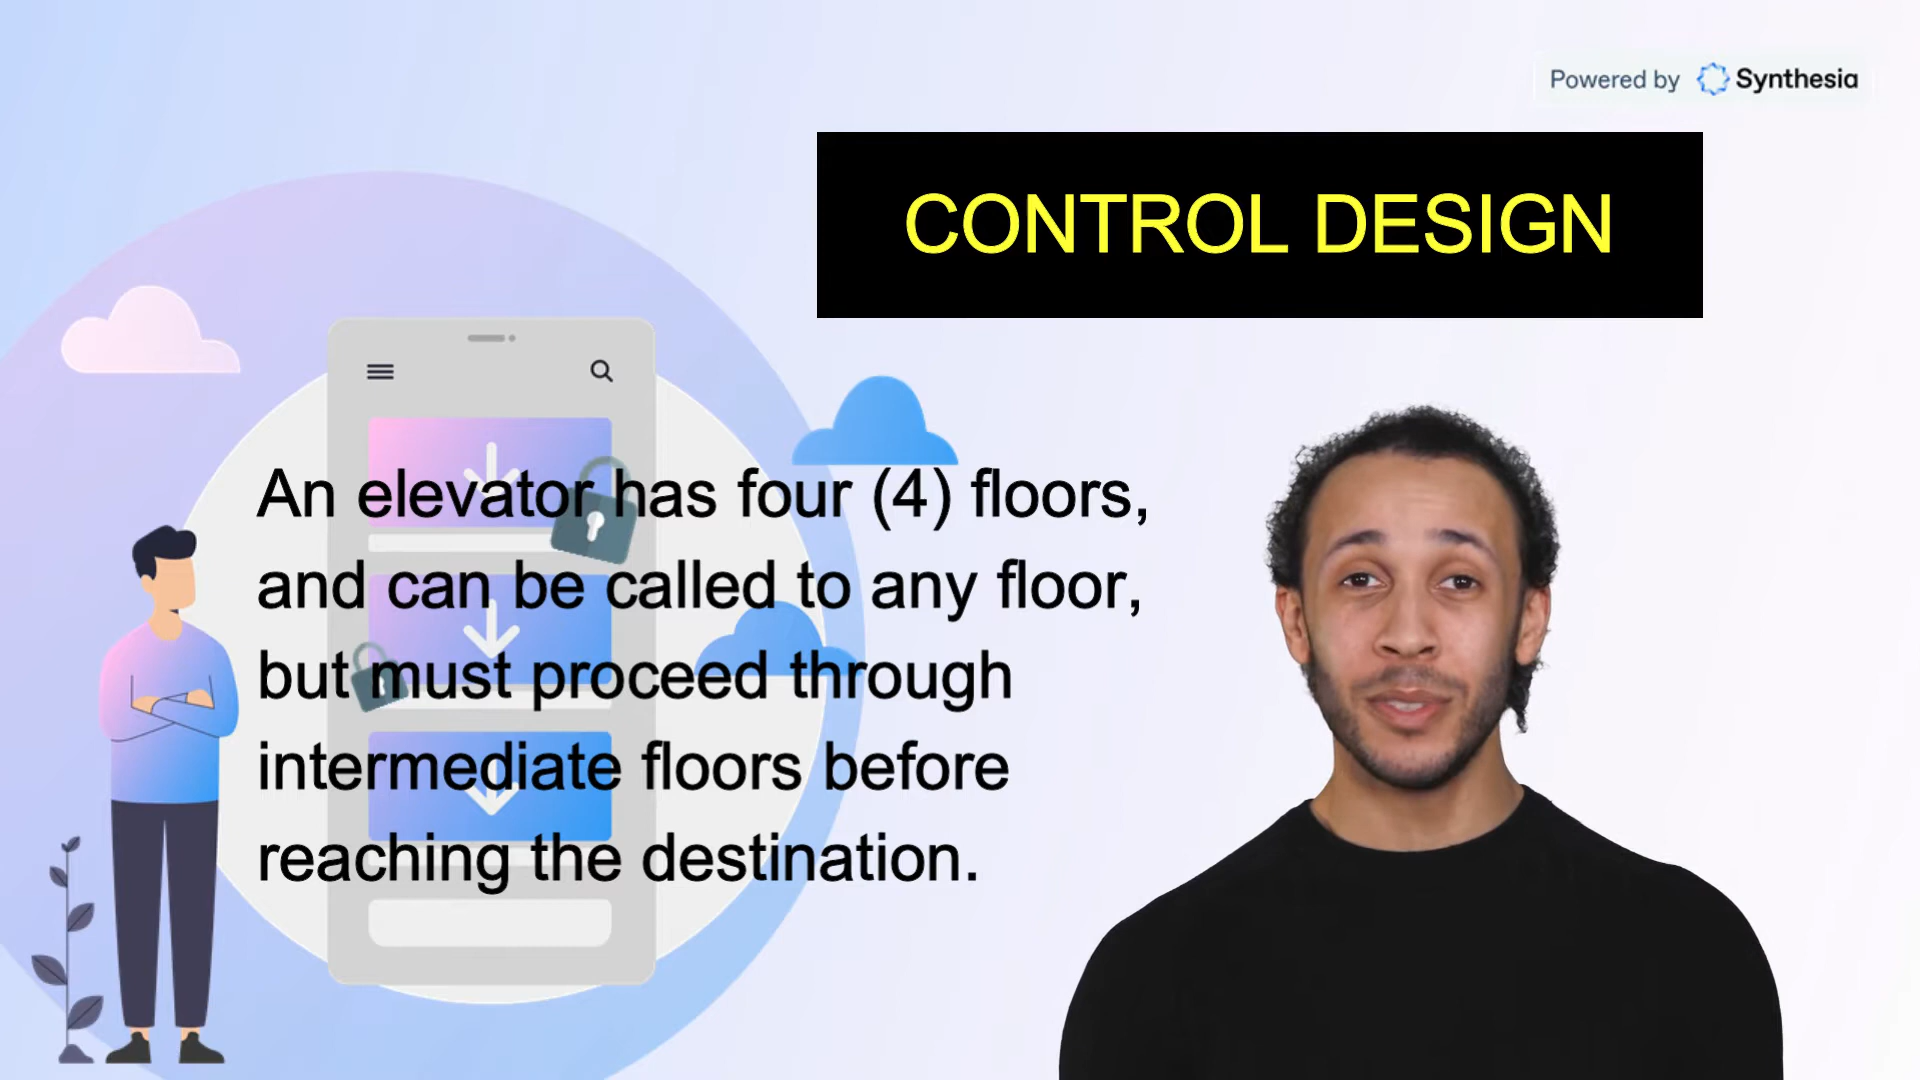 Powered by Synthesia
CONTROL DESIGN
An elevator has four (4) floors,
and can be called to any floor,
but must proceed through
intermediate floors before
reaching the destination.